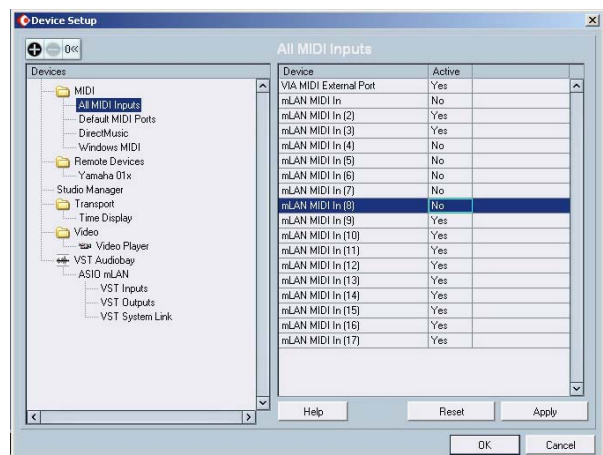 Device Setup
0<<
All MIDI Inputs
Devices
MIDI
All MIDI Inputs
Default MIDI Ports
DirectMusic
Windows MIDI
Remote Devices
Yamaha 01x
Studio Manager
Transport
Time Display
Video
Video Player
VST Audiobay
ASIO mLAN
VST Inputs
VST Outputs
VST System Link
Device Active
VIA MIDI External Port Yes
mLAN MIDI In No
mLAN MIDI In (2) Yes
mLAN MIDI In (3) Yes
mLAN MIDI In (4) No
mLAN MIDI In (5) No
mLAN MIDI In (6) No
mLAN MIDI In (7) No
mLAN MIDI In (8) No
mLAN MIDI In (9) Yes
mLAN MIDI In (10) Yes
mLAN MIDI In (11) Yes
mLAN MIDI In (12) Yes
mLAN MIDI In (13) Yes
mLAN MIDI In (14) Yes
mLAN MIDI In (15) Yes
mLAN MIDI In (16) Yes
mLAN MIDI In (17) Yes
Help Reset Apply
OK Cancel